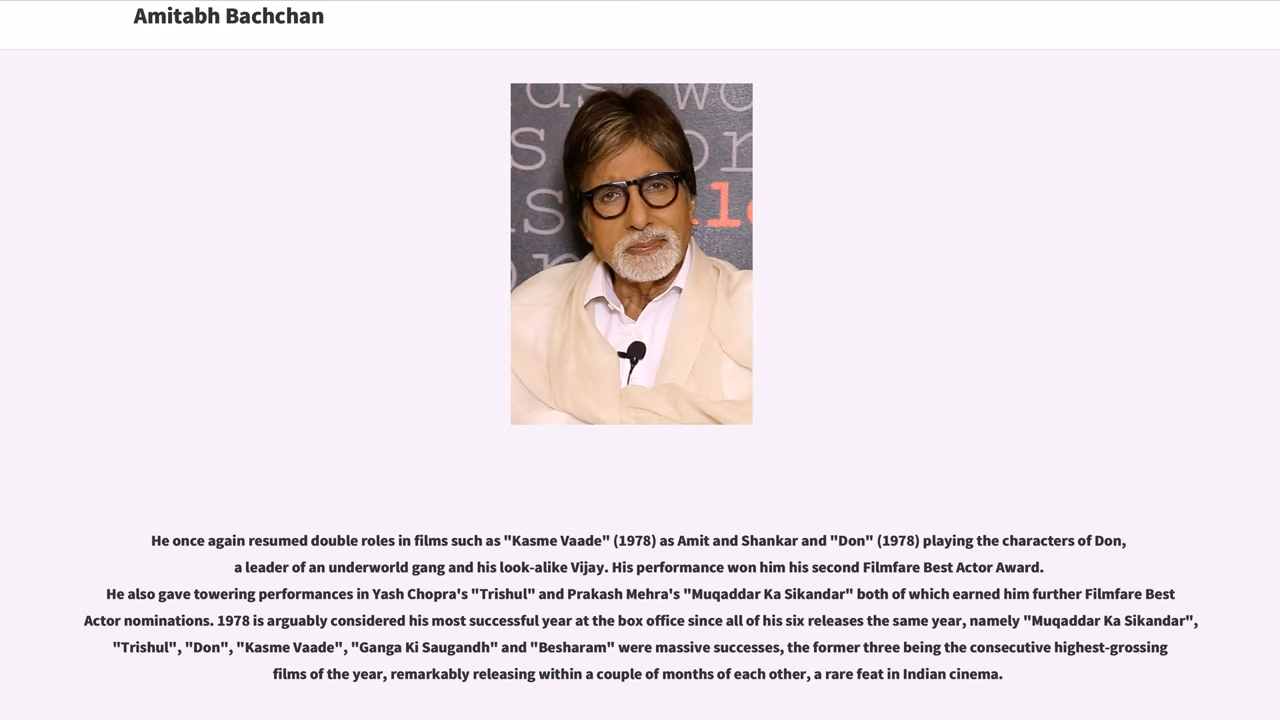 Amitabh Bachchan
He once again resumed double roles in films such as "Kasme Vaade" (1978) as Amit and Shankar and "Don" (1978) playing the characters of Don,
a leader of an underworld gang and his look-alike Vijay. His performance won him his second Filmfare Best Actor Award.
He also gave towering performances in Yash Chopra's "Trishul" and Prakash Mehra's "Muqaddar Ka Sikandar" both of which earned him further Filmfare Best
Actor nominations. 1978 is arguably considered his most successful year at the box office since all of his six releases the same year, namely "Muqaddar Ka Sikandar",
"Trishul", "Don", "Kasme Vaade", "Ganga Ki Saugandh" and "Besharam" were massive successes, the former three being the consecutive highest-grossing
films of the year, remarkably releasing within a couple of months of each other, a rare feat in Indian cinema.